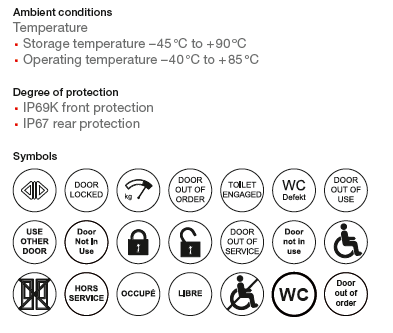 Ambient conditions
Temperature
• Storage temperature –45°C to +90°C
• Operating temperature –40°C to +85°C
Degree of protection
• IP69K front protection
• IP67 rear protection
Symbols
DOOR
LOCKED
kg
DOOR
OUT OF
ORDER
TOILET
ENGAGED
WC
Defekt
DOOR
OUT OF
USE
USE
OTHER
DOOR
Door
Not In
Use
DOOR
OUT OF
SERVICE
Door
not in
use
HORS
SERVICE
OCCUPÉ
LIBRE
WC
Door
out of
order